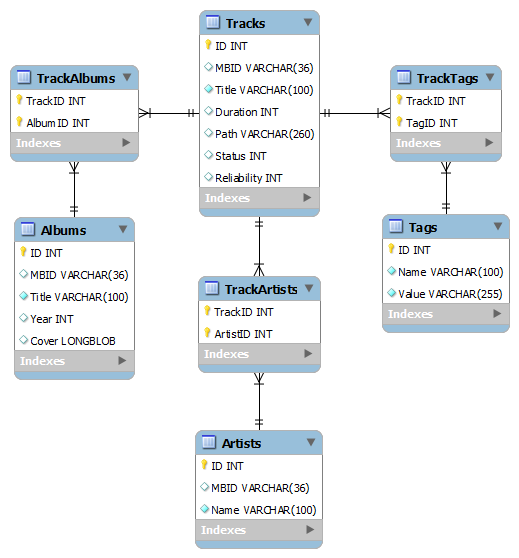 Tracks
ID INT
MBID VARCHAR(36)
Title VARCHAR(100)
Duration INT
Path VARCHAR(260)
Status INT
Reliability INT
Indexes
TrackAlbums
TrackID INT
AlbumID INT
Indexes
TrackTags
TrackID INT
TagID INT
Indexes
Albums
ID INT
MBID VARCHAR(36)
Title VARCHAR(100)
Year INT
Cover LONGBLOB
Indexes
Tags
ID INT
Name VARCHAR(100)
Value VARCHAR(255)
Indexes
TrackArtists
TrackID INT
ArtistID INT
Indexes
Artists
ID INT
MBID VARCHAR(36)
Name VARCHAR(100)
Indexes